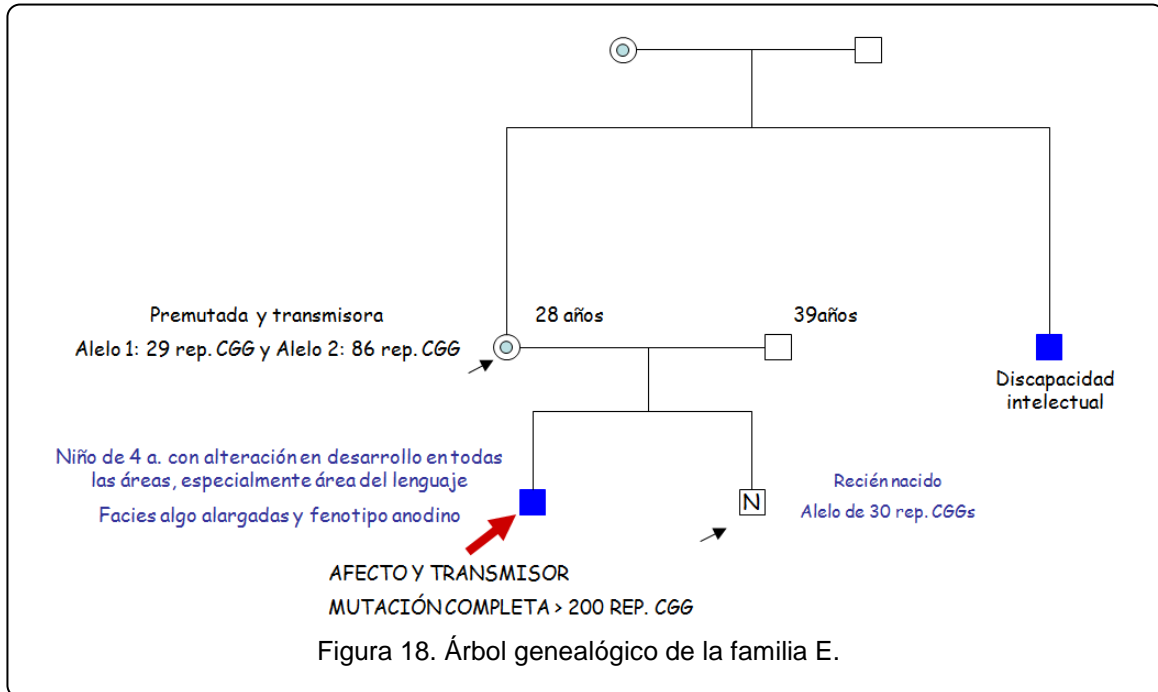 Premutada y transmisora
Alelo 1: 29 rep. CGG y Alelo 2: 86 rep. CGG
28 años
39años
Discapacidad
intelectual
Niño de 4 a. con alteración en desarrollo en todas
las áreas, especialmente área del lenguaje
Facies algo alargadas y fenotipo anodino
N
Recién nacido
Alelo de 30 rep. CGGs
AFECTO Y TRANSMISOR
MUTACIÓN COMPLETA > 200 REP. CGG
Figura 18. Árbol genealógico de la familia E.